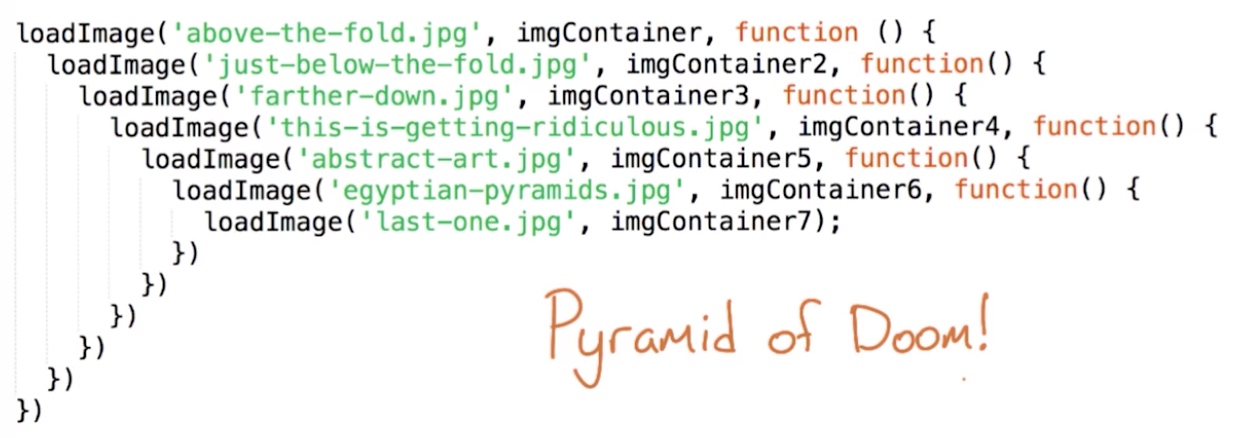 loadImage('above-the-fold.jpg', imgContainer, function () {
  loadImage('just-below-the-fold.jpg', imgContainer2, function() {
    loadImage('farther-down.jpg', imgContainer3, function() {
      loadImage('this-is-getting-ridiculous.jpg', imgContainer4, function() {
        loadImage('abstract-art.jpg', imgContainer5, function() {
          loadImage('egyptian-pyramids.jpg', imgContainer6, function() {
            loadImage('last-one.jpg', imgContainer7);
          })
        })
      })
    })
  })
})
Pyramid of Doom!